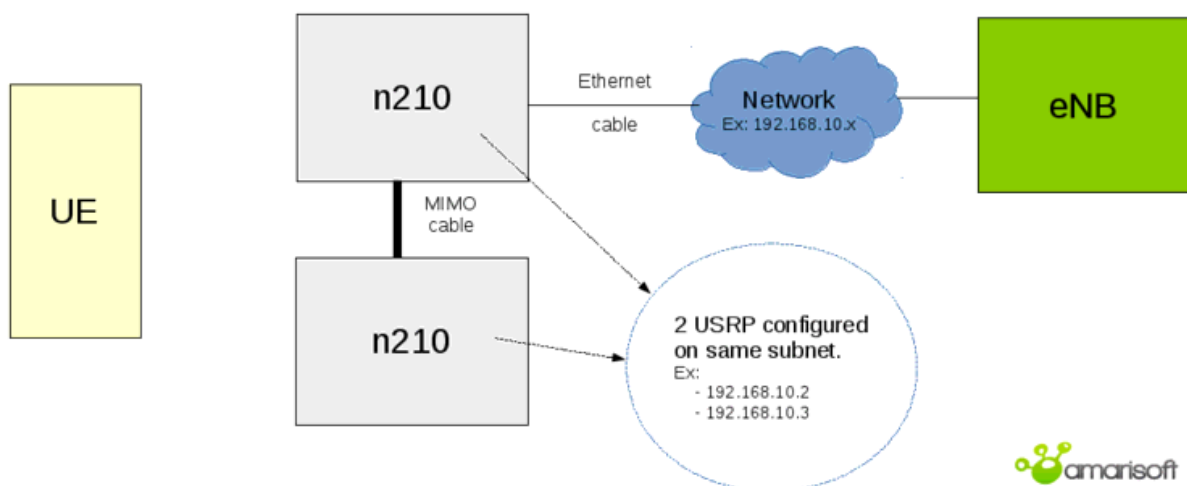 n210
Ethernet
cable
Network
Ex: 192.168.10.x
eNB
UE
MIMO
cable
n210
2 USRP configured
on same subnet.
Ex:
- 192.168.10.2
- 192.168.10.3
amarisoft